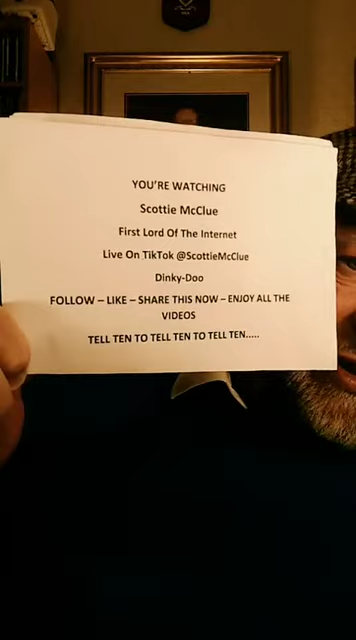 YOU'RE WATCHING
Scottie McClue
First Lord Of The Internet
Live On TikTok @ScottieMcClue
Dinky-Doo
FOLLOW – LIKE – SHARE THIS NOW – ENJOY ALL THE
VIDEOS
TELL TEN TO TELL TEN TO TELL TEN.....